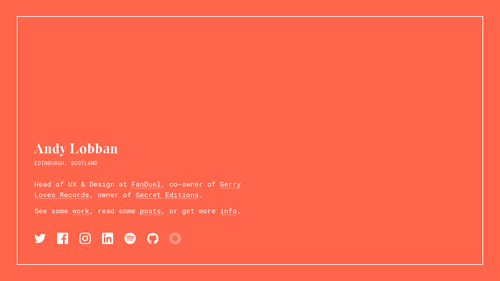 Andy Lobban
EDINBURGH, SCOTLAND
Head of UX & Design at FanDuel, co-owner of Gerry
Loves Records, owner of Secret Editions.
See some work, read some posts, or get more info.